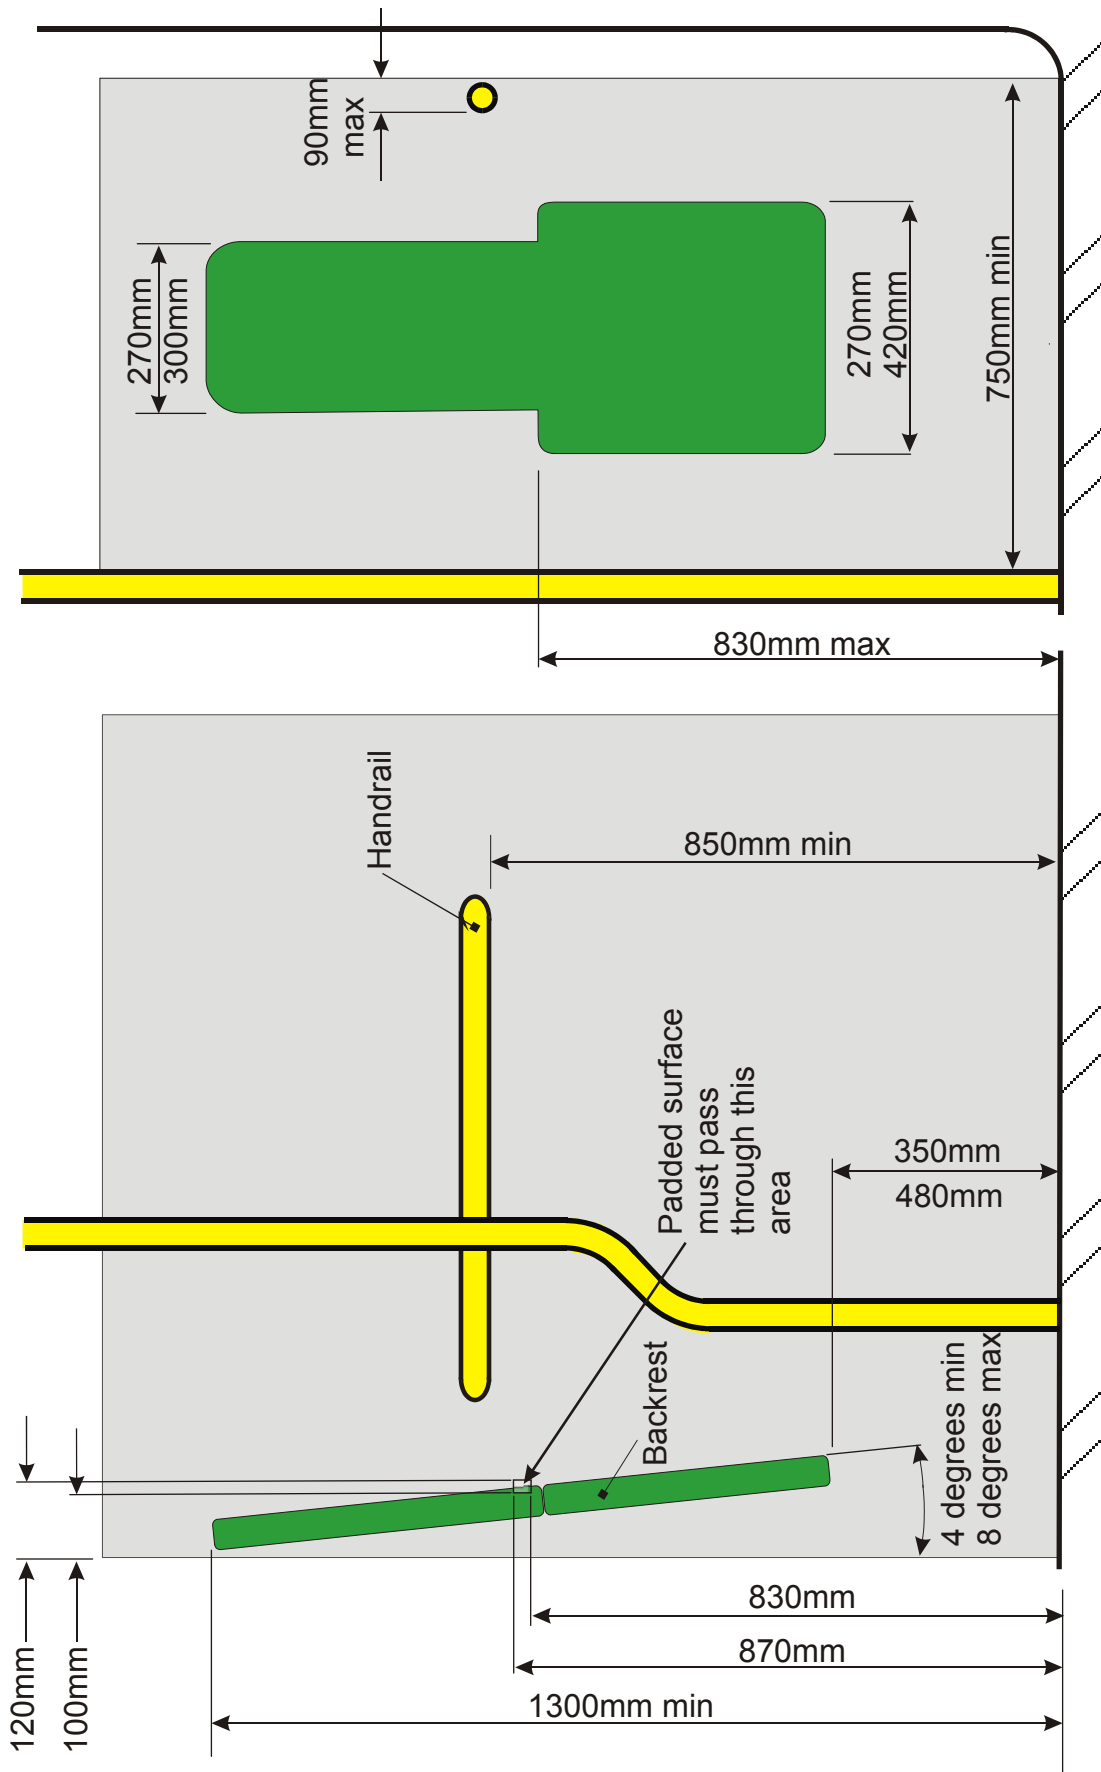 90mm
max
270mm
300mm
270mm
420mm
750mm min
830mm max
Handrail
850mm min
Padded surface
must pass
through this
area
350mm
480mm
Backrest
4 degrees min
8 degrees max
830mm
870mm
1300mm min
120mm
100mm